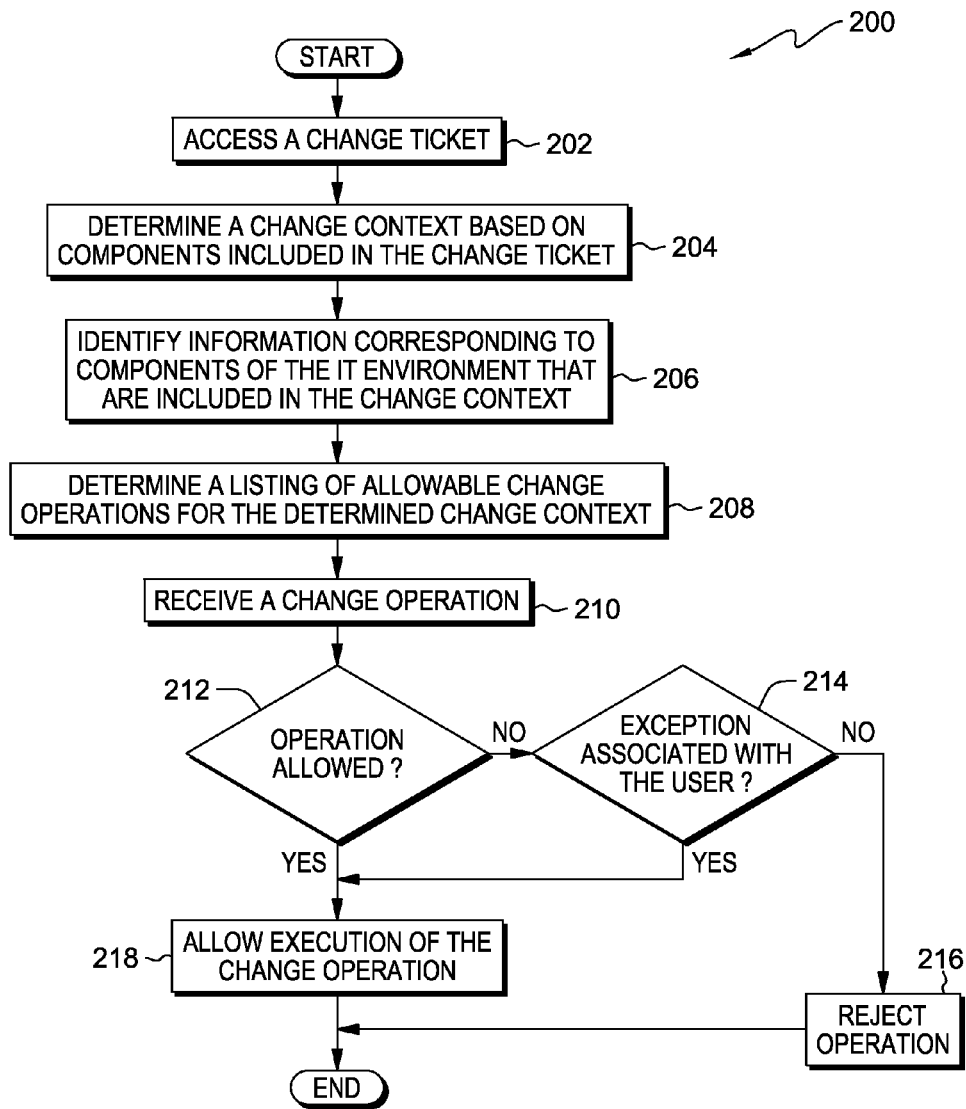 200
START
ACCESS A CHANGE TICKET
202
DETERMINE A CHANGE CONTEXT BASED ON
COMPONENTS INCLUDED IN THE CHANGE TICKET
204
IDENTIFY INFORMATION CORRESPONDING TO
COMPONENTS OF THE IT ENVIRONMENT THAT
ARE INCLUDED IN THE CHANGE CONTEXT
206
DETERMINE A LISTING OF ALLOWABLE CHANGE
OPERATIONS FOR THE DETERMINED CHANGE CONTEXT
208
RECEIVE A CHANGE OPERATION
210
212
OPERATION
ALLOWED ?
NO
YES
214
EXCEPTION
ASSOCIATED WITH
THE USER ?
NO
YES
218
ALLOW EXECUTION OF THE
CHANGE OPERATION
216
REJECT
OPERATION
END